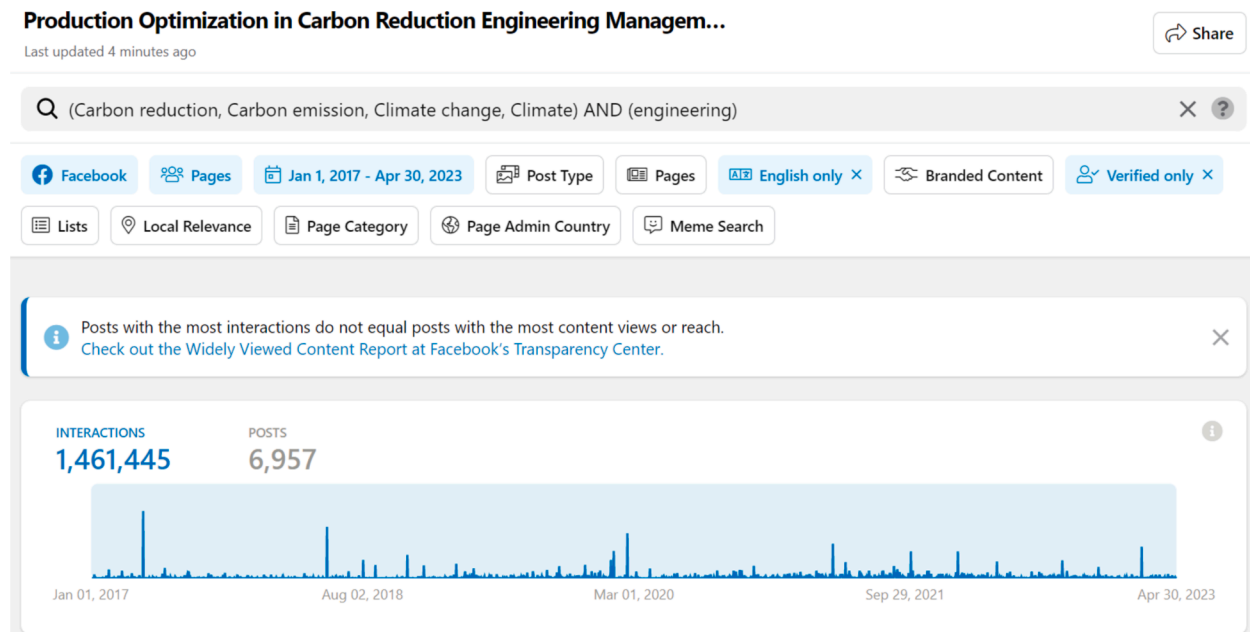 Production Optimization in Carbon Reduction Engineering Managem...
Last updated 4 minutes ago
Share
(Carbon reduction, Carbon emission, Climate change, Climate) AND (engineering)
?
Facebook
Pages
Jan 1, 2017 - Apr 30, 2023
Post Type
Pages
English only
Branded Content
Verified only
Lists
Local Relevance
Page Category
Page Admin Country
Meme Search
Posts with the most interactions do not equal posts with the most content views or reach.
Check out the Widely Viewed Content Report at Facebook's Transparency Center.
INTERACTIONS
1,461,445
POSTS
6,957
Jan 01, 2017
Aug 02, 2018
Mar 01, 2020
Sep 29, 2021
Apr 30, 2023